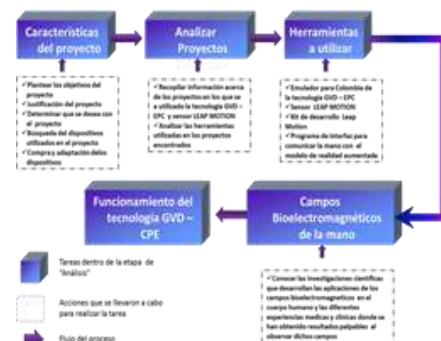 Características
del proyecto
Analizar
Proyectos
Herramientas
a utilizar
✓Plantear los objetivos del
proyecto
✓Justificación del proyecto
✓Determinar que se desea con
el proyecto
✓Búsqueda del dispositivos
utilizados en el proyecto
✓Compra y adaptación delos
dispositivos
✓Recopilar información acerca
de los proyectos en los que se
a utilizado la tecnología GVD –
EPC y sensor LEAP MOTION
✓Analizar las herramientas
utilizadas en los proyectos
encontrados
✓Emulador para Colombia de
la tecnología GVD – EPC
✓Sensor LEAP MOTION
✓Kit de desarrollo Leap
Motion
✓Programa de interfas para
comunicar la mano con el
modelo de realidad aumentada
Funcionamiento del
tecnología GVD –
CPE
Campos
Bioelectromagnéticos
de la mano
Tareas dentro de la etapa de
"Análisis"
Acciones que se llevaron a cabo
para realizar la tarea
Flujo del proceso
✓Conocer las investigaciones científicas
que desarrollan las aplicaciones de los
campos bioelectromagneticos en el
cuerpo humano y las diferentes
experiencias medicas y clínicas donde se
han obtenido resultados palpables al
observar dichos campos